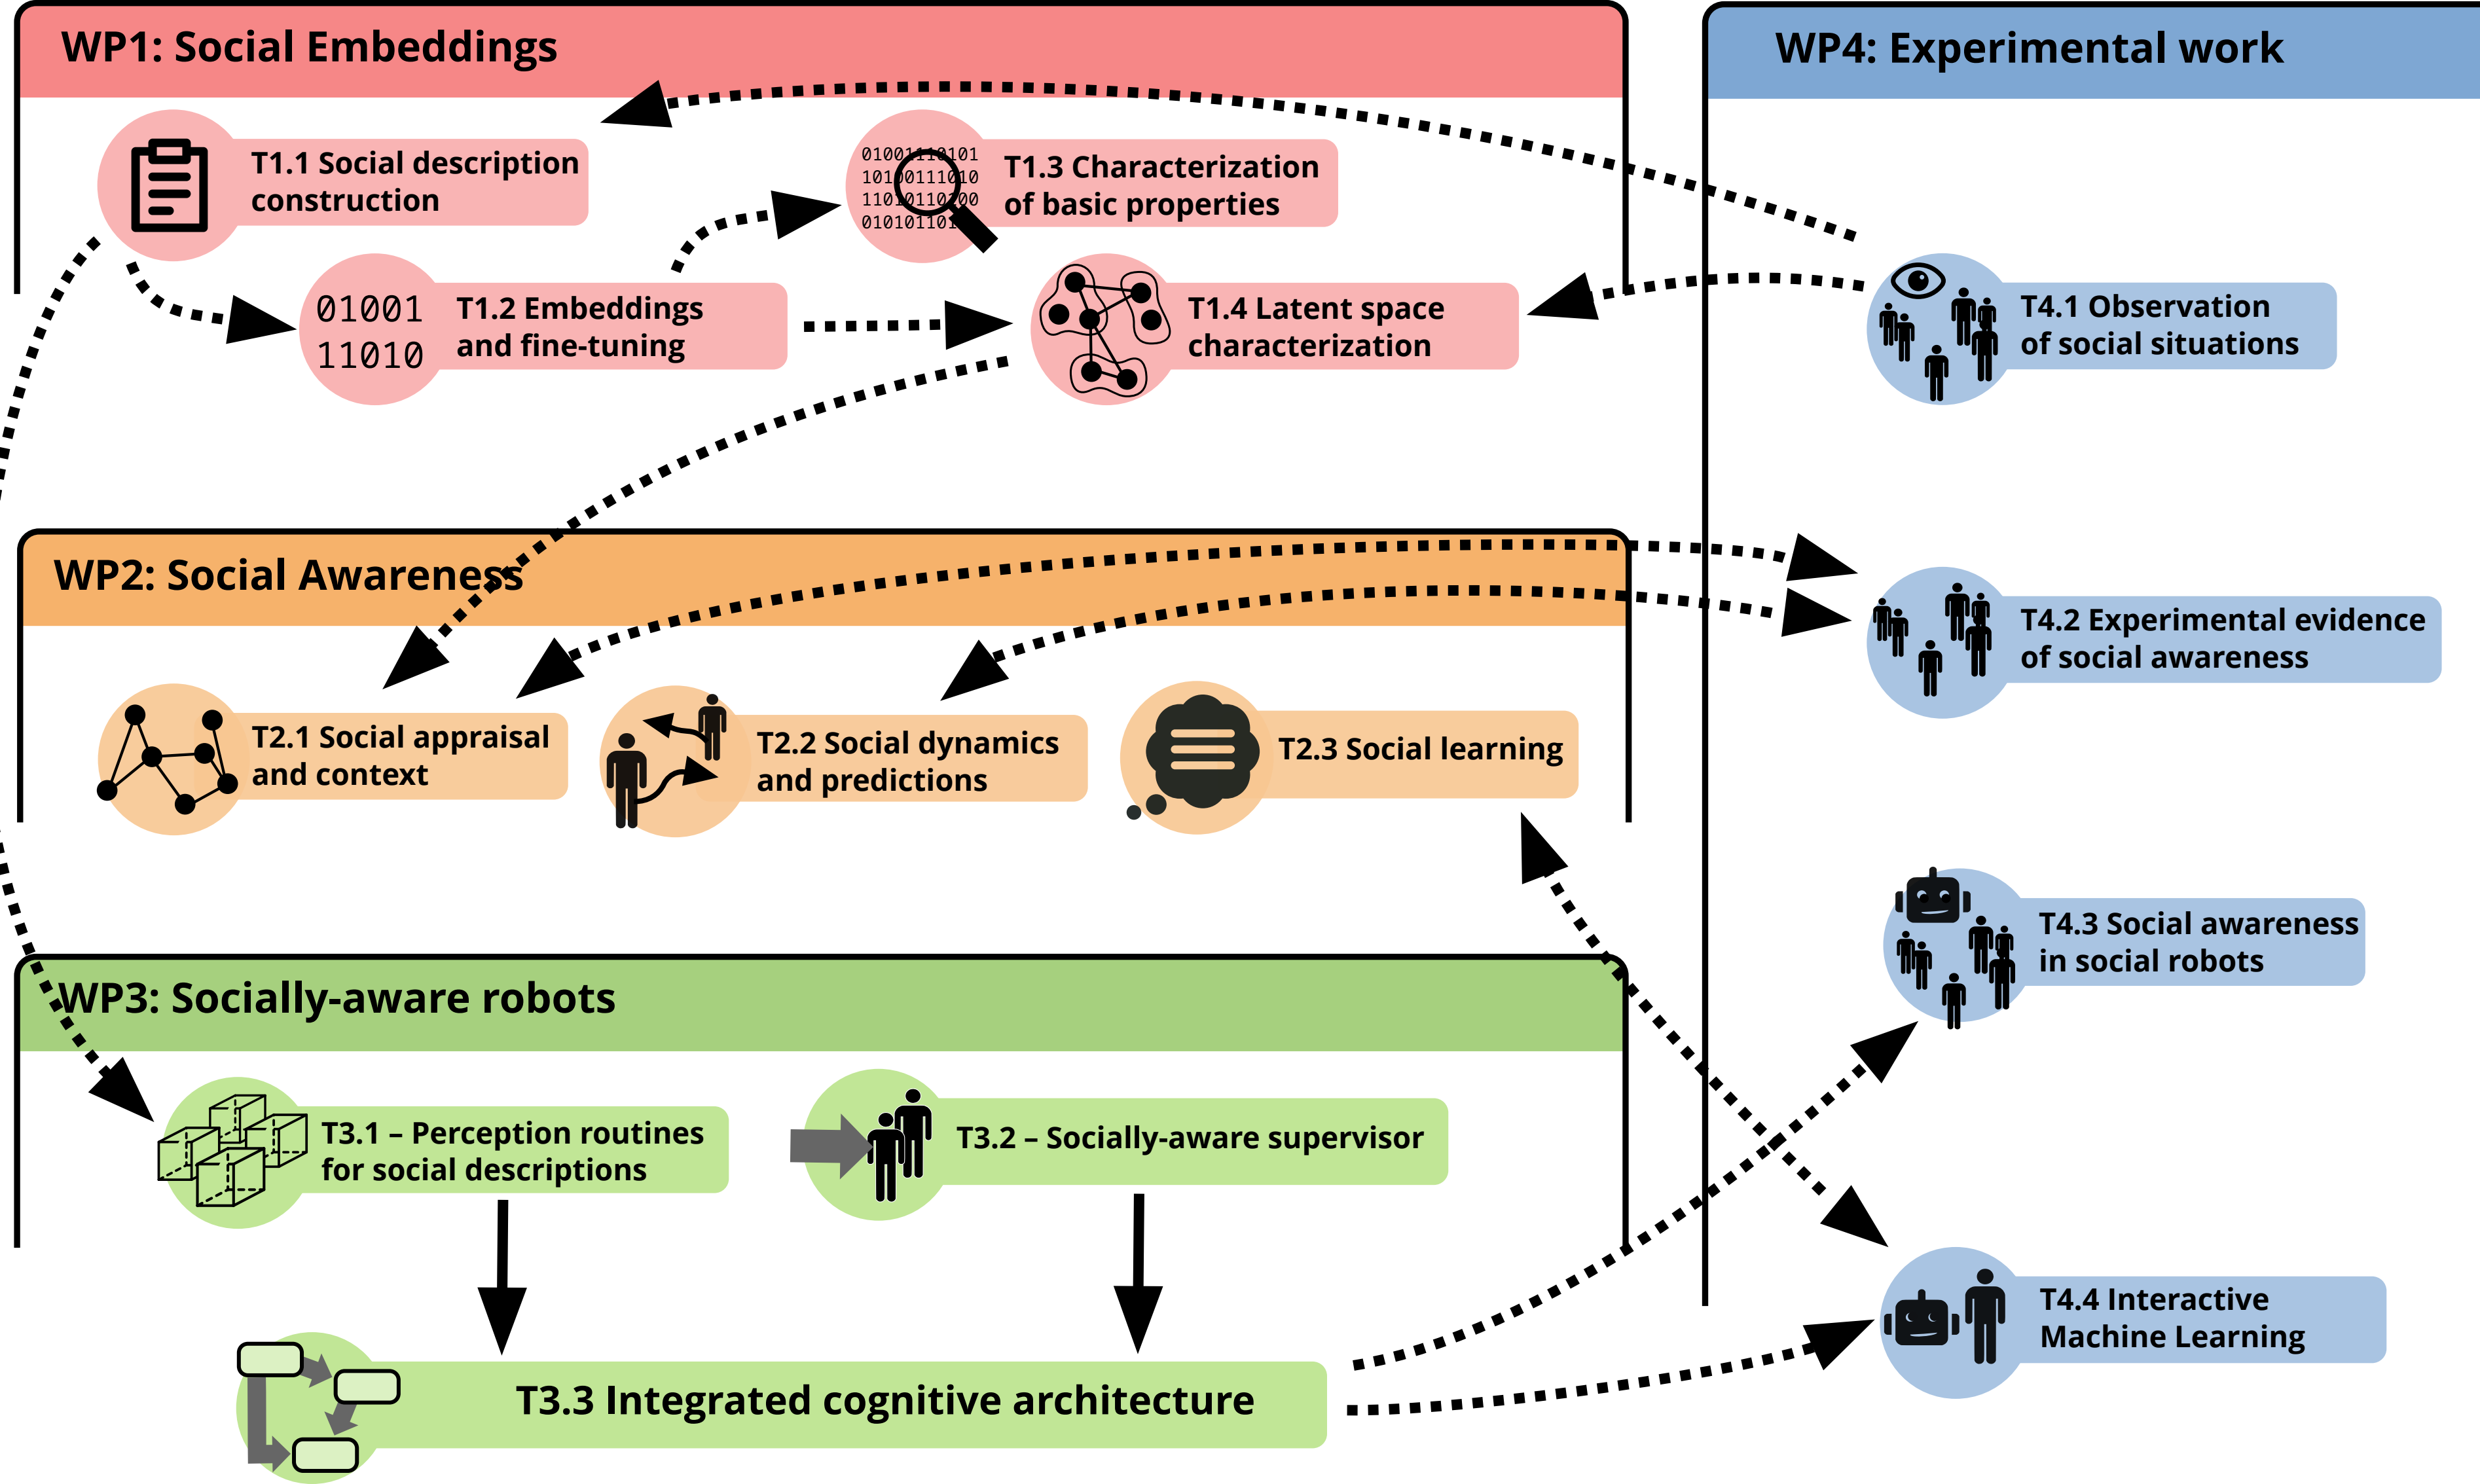 WP1: Social Embeddings
T1.1 Social description
construction
01001110101
10100111010
11010110100
T1.3 Characterization
of basic properties
01001
11010
T1.2 Embeddings
and fine-tuning
T1.4 Latent space
characterization
WP2: Social Awareness
T2.1 Social appraisal
and context
T2.2 Social dynamics
and predictions
T2.3 Social learning
WP3: Socially-aware robots
T3.1 – Perception routines
for social descriptions
T3.2 – Socially-aware supervisor
T3.3 Integrated cognitive architecture
WP4: Experimental work
T4.1 Observation
of social situations
T4.2 Experimental evidence
of social awareness
T4.3 Social awareness
in social robots
T4.4 Interactive
Machine Learning